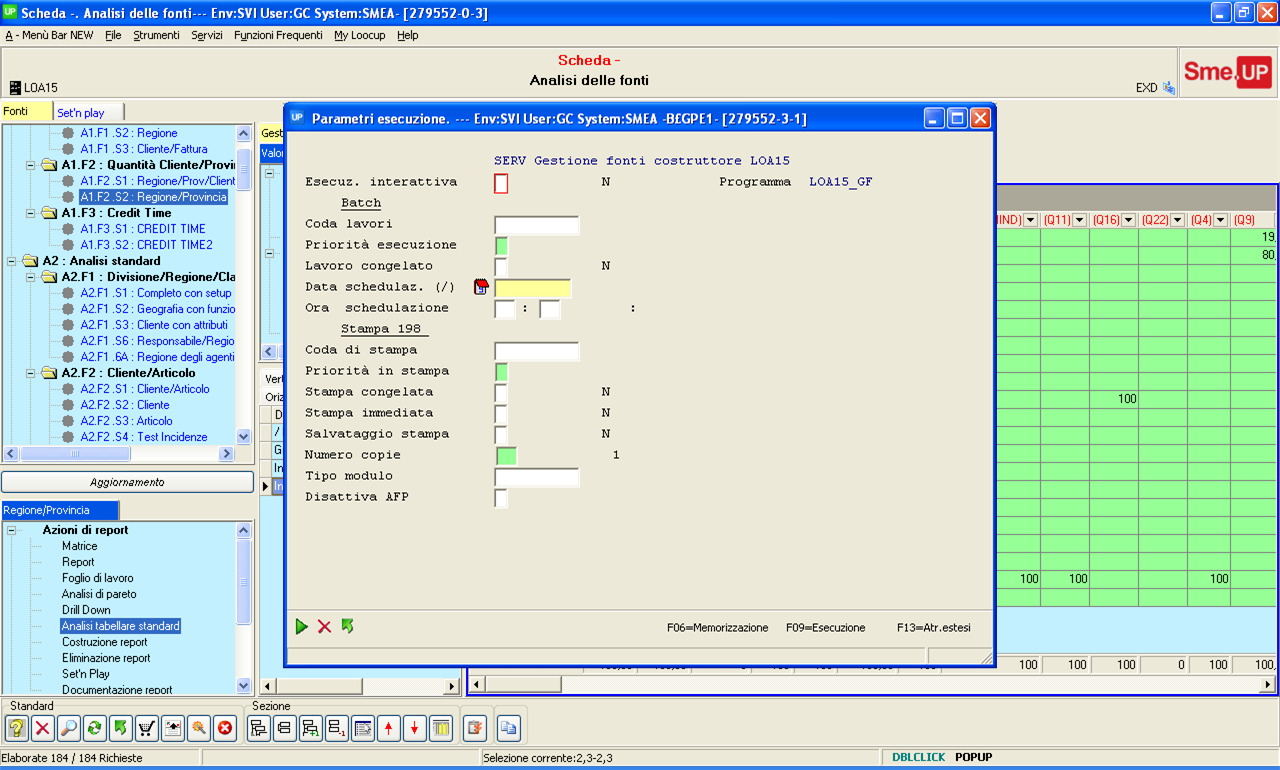 UP Scheda -. Analisi delle fonti--- Env:SVI User:GC System:SMEA- [279552-0-3]
A - Menù Bar NEW File Strumenti Servizi Funzioni Frequenti My Loocup Help
Scheda -
Analisi delle fonti
LOA15
EXD
Sme.UP
Fonti
Set'n play
A1.F1 .S2 : Regione
A1.F1 .S3 : Cliente/Fattura
A1.F2 : Quantità Cliente/Provi
A1.F2 .S1 : Regione/Prov/Client
A1.F2 .S2 : Regione/Provincia
A1.F3 : Credit Time
A1.F3 .S1 : CREDIT TIME
A1.F3 .S2 : CREDIT TIME2
A2 : Analisi standard
A2.F1 : Divisione/Regione/Cla
A2.F1 .S1 : Completo con setup
A2.F1 .S2 : Geografia con funzio
A2.F1 .S3 : Cliente con attributi
A2.F1 .S6 : Responsabile/Regio
A2.F1 .6A : Regione degli agenti
A2.F2 : Cliente/Articolo
A2.F2 .S1 : Cliente/Articolo
A2.F2 .S2 : Cliente
A2.F2 .S3 : Articolo
A2.F2 .S4 : Test Incidenze
Aggiornamento
Regione/Provincia
Azioni di report
Matrice
Report
Foglio di lavoro
Analisi di pareto
Drill Down
Analisi tabellare standard
Costruzione report
Eliminazione report
Set'n Play
Documentazione report
Gest
Valo
Vert
Oriz
D
/
G
In
In
UP Parametri esecuzione. --- Env:SVI User:GC System:SMEA -B£GPE1- [279552-3-1]
SERV Gestione fonti costruttore LOA15
Esecuz. interattiva N Programma LOA15_GF
Batch
Coda lavori
Priorità esecuzione
Lavoro congelato N
Data schedulaz. (/)
Ora schedulazione : :
Stampa 198
Coda di stampa
Priorità in stampa
Stampa congelata N
Stampa immediata N
Salvataggio stampa N
Numero copie 1
Tipo modulo
Disattiva AFP
F06=Memorizzazione F09=Esecuzione F13=Atr.estesi
IND) (Q11) (Q16) (Q22) (Q4) (Q9)
19,
80,
100
100 100 100
100 100 100 0 100 100,
Standard
Sezione
Elaborate 184 / 184 Richieste
Selezione corrente:2,3-2,3
DBLCLICK POPUP